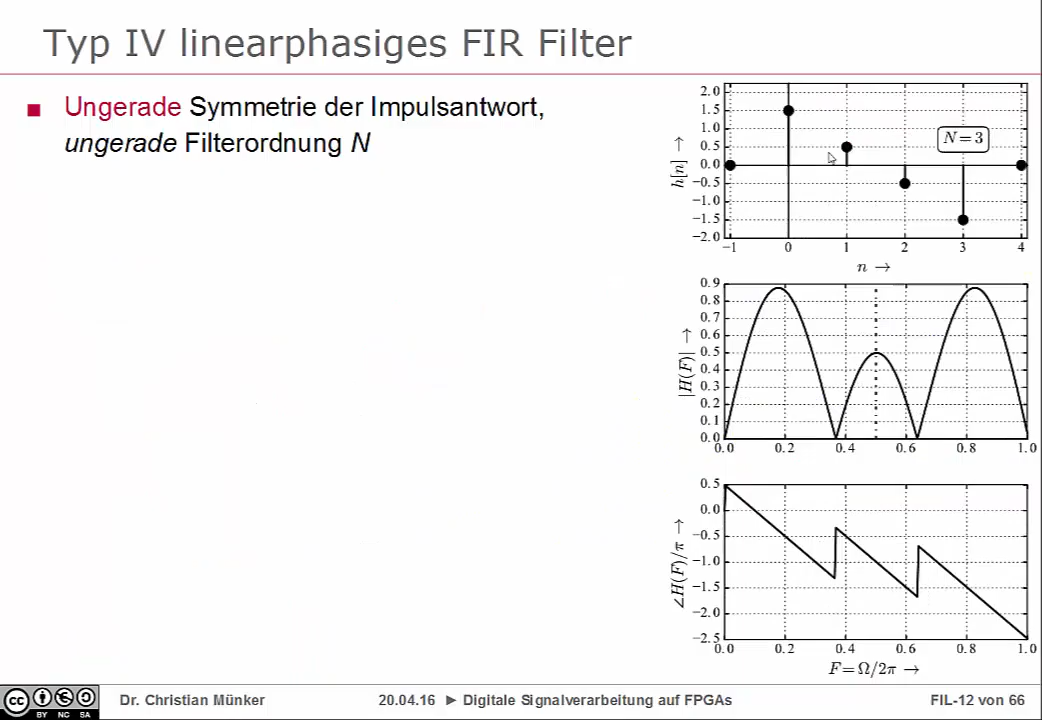 Typ IV linearphasiges FIR Filter
Ungerade Symmetrie der Impulsantwort,
ungerade Filterordnung N
2.0
1.5
1.0
0.5
0.0
−0.5
−1.0
−1.5
−2.0
h[n] →
N = 3
−1 0 1 2 3 4
n →
0.9
0.8
0.7
0.6
0.5
0.4
0.3
0.2
0.1
0.0
|H(F)| →
0.0 0.2 0.4 0.6 0.8 1.0
0.5
0.0
−0.5
−1.0
−1.5
−2.0
−2.5
∠H(F)/π →
0.0 0.2 0.4 0.6 0.8 1.0
F = Ω/2π →
cc BY NC SA
Dr. Christian Münker
20.04.16 ► Digitale Signalverarbeitung auf FPGAs
FIL-12 von 66